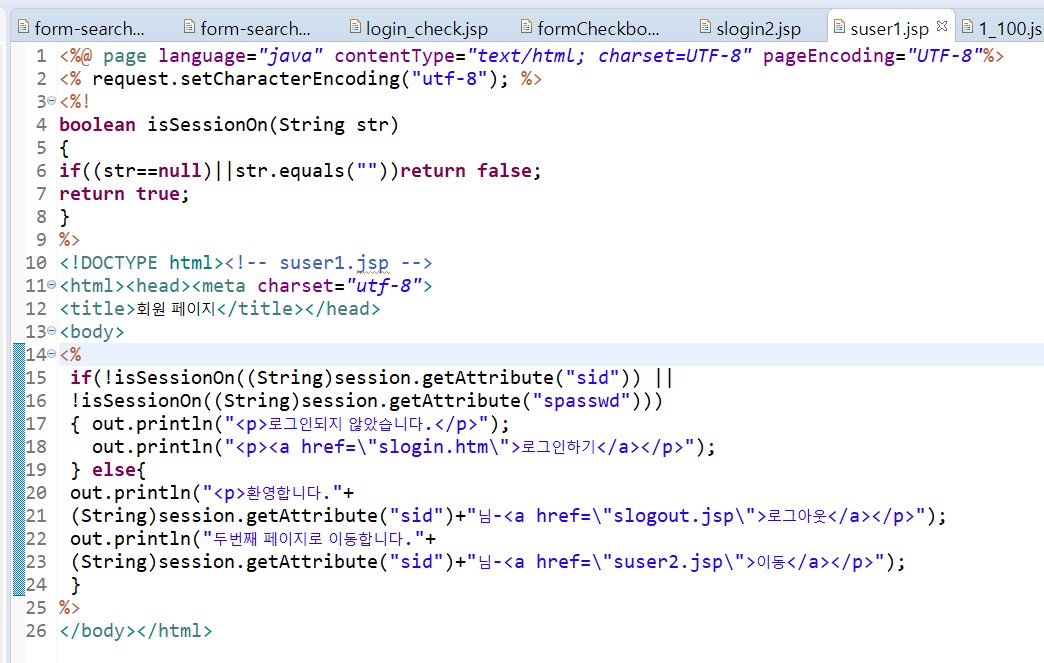 form-search... form-search... login_check.jsp formCheckbo... slogin2.jsp suser1.jsp 1_100.js
1 <%@ page language="java" contentType="text/html; charset=UTF-8" pageEncoding="UTF-8"%>
2 <% request.setCharacterEncoding("utf-8"); %>
3 <%!
4 boolean isSessionOn(String str)
5 {
6 if((str==null)||str.equals(""))return false;
7 return true;
8 }
9 %>
10 <!DOCTYPE html><!-- suser1.jsp -->
11 <html><head><meta charset="utf-8">
12 <title>회원 페이지</title></head>
13 <body>
14 <%
15 if(!isSessionOn((String)session.getAttribute("sid")) ||
16 !isSessionOn((String)session.getAttribute("spasswd")))
17 { out.println("<p>로그인되지 않았습니다.</p>");
18 out.println("<p><a href=\"slogin.htm\">로그인하기</a></p>");
19 } else{
20 out.println("<p>환영합니다."+
21 (String)session.getAttribute("sid")+"님-<a href=\"slogout.jsp\">로그아웃</a></p>");
22 out.println("두번째 페이지로 이동합니다."+
23 (String)session.getAttribute("sid")+"님-<a href=\"suser2.jsp\">이동</a></p>");
24 }
25 %>
26 </body></html>